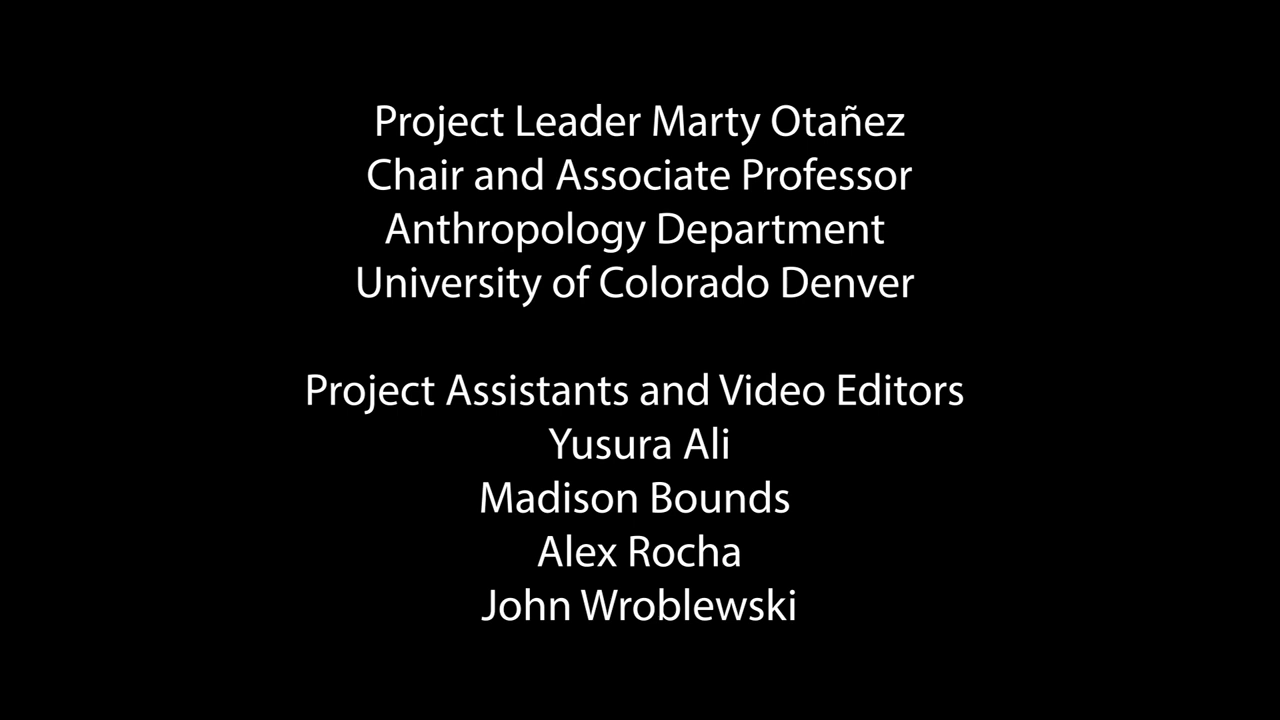 Project Leader Marty Otañez
Chair and Associate Professor
Anthropology Department
University of Colorado Denver
Project Assistants and Video Editors
Yusura Ali
Madison Bounds
Alex Rocha
John Wroblewski